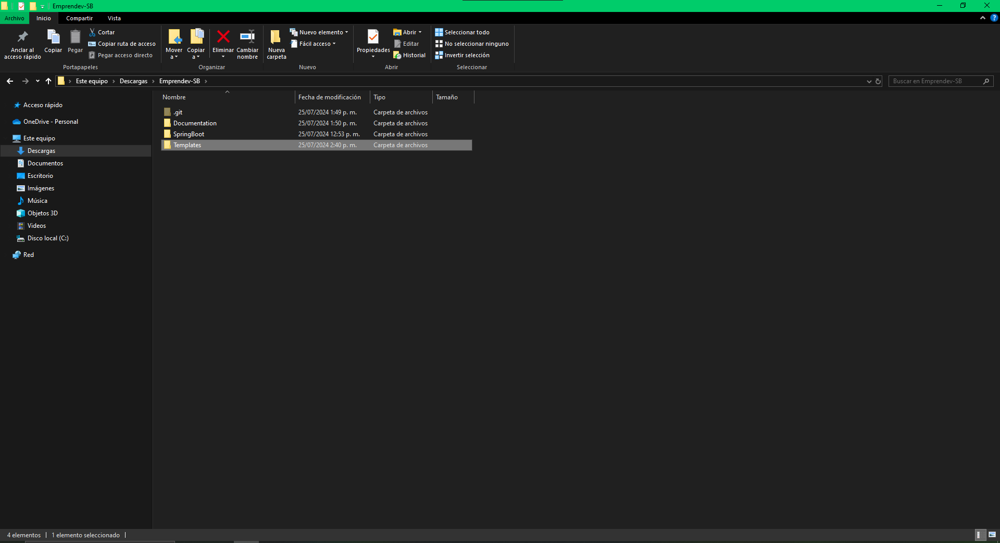 Emprendev-SB
Archivo Inicio Compartir Vista
Anclar al acceso rápido
Copiar
Pegar
Cortar
Copiar ruta de acceso
Pegar acceso directo
Portapapeles
Mover a
Copiar a
Eliminar
Cambiar nombre
Organizar
Nueva carpeta
Nuevo elemento
Fácil acceso
Nuevo
Propiedades
Abrir
Editar
Historial
Abrir
Seleccionar todo
No seleccionar ninguno
Invertir selección
Seleccionar
Este equipo > Descargas > Emprendev-SB >
Buscar en Emprendev-SB
Acceso rápido
OneDrive - Personal
Este equipo
Descargas
Documentos
Escritorio
Imágenes
Música
Objetos 3D
Videos
Disco local (C:)
Red
Nombre Fecha de modificación Tipo Tamaño
.git 25/07/2024 1:49 p. m. Carpeta de archivos
Documentation 25/07/2024 1:50 p. m. Carpeta de archivos
SpringBoot 25/07/2024 12:53 p. m. Carpeta de archivos
Templates 25/07/2024 2:40 p. m. Carpeta de archivos
4 elementos 1 elemento seleccionado